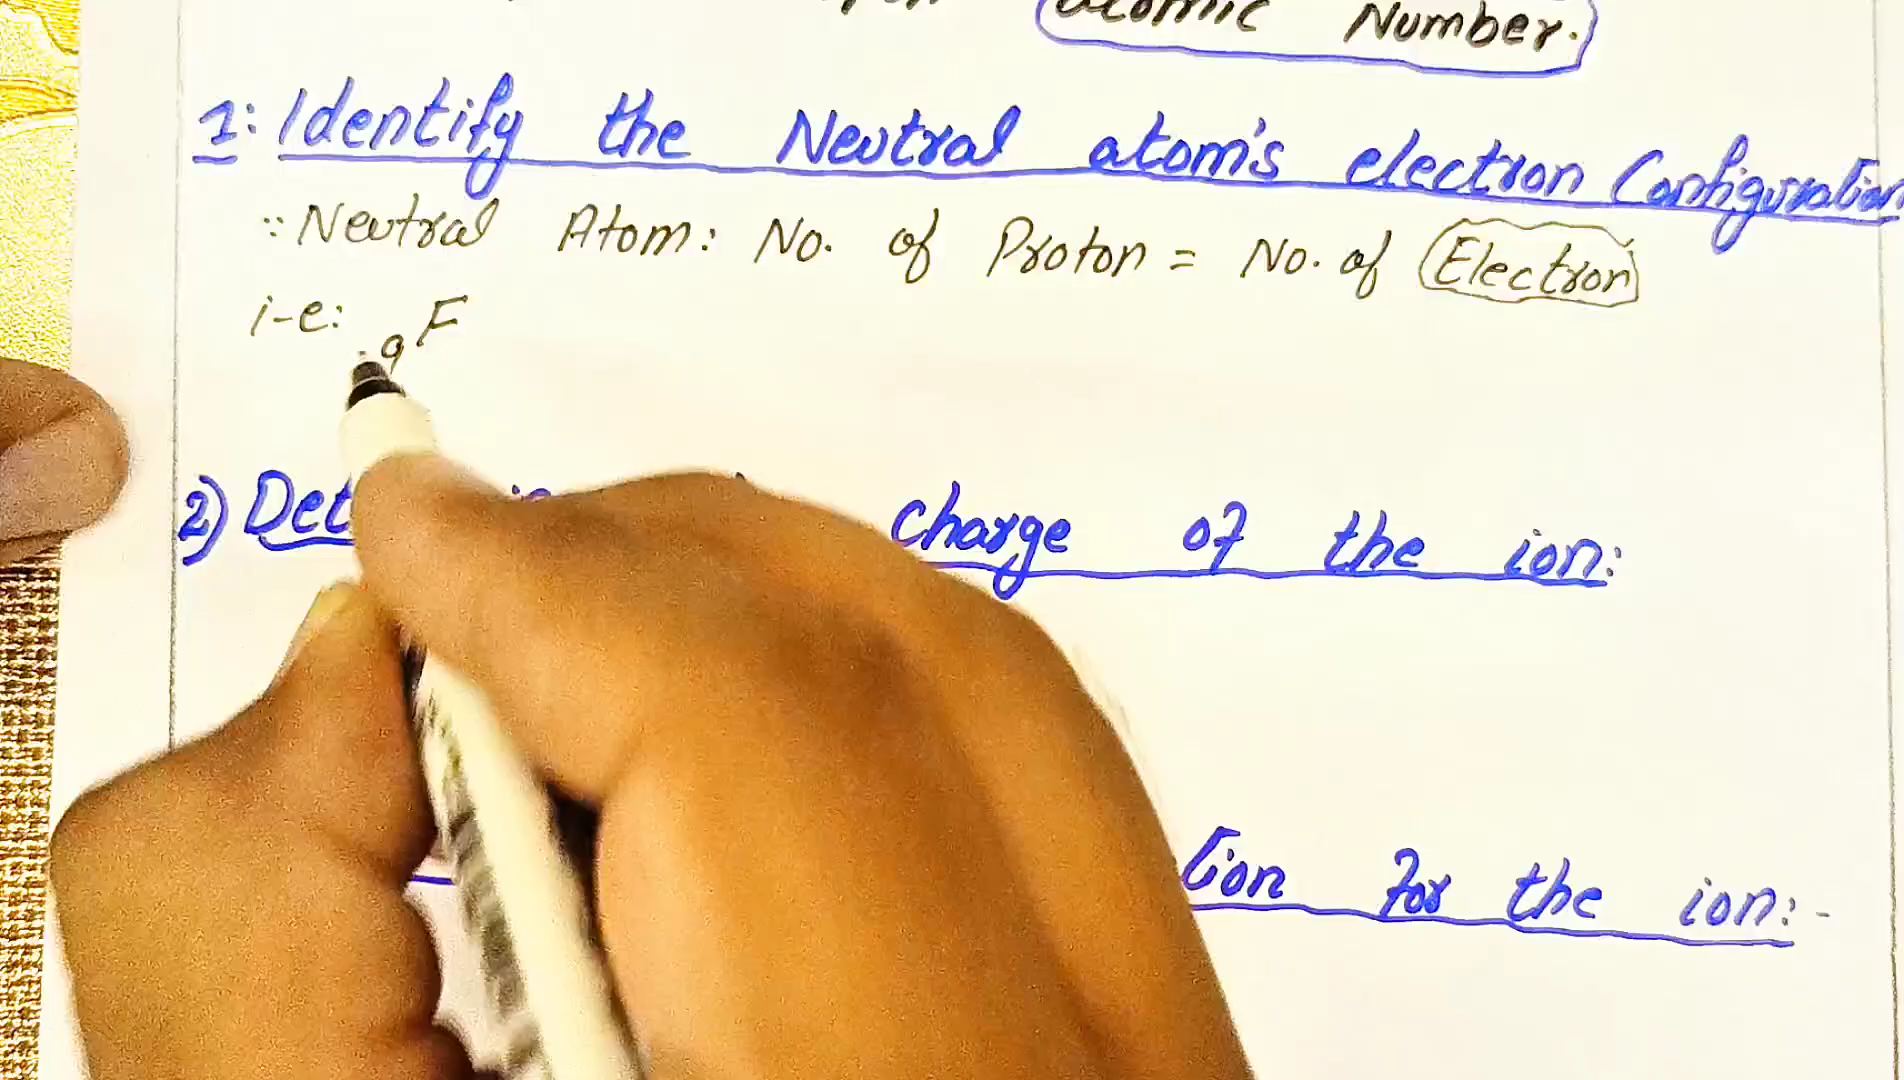 atomic Number.
1: Identify the Neutral atom's electron Configuration
∵ Neutral Atom: No. of Proton = No. of Electron
i-e: 9F
2) Det charge of the ion:
for the ion:-